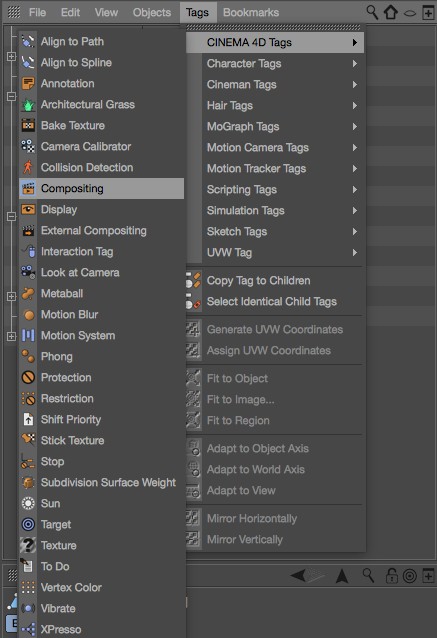 File Edit View Objects Tags Bookmarks
CINEMA 4D Tags
Character Tags
Cineman Tags
Hair Tags
MoGraph Tags
Motion Camera Tags
Motion Tracker Tags
Scripting Tags
Simulation Tags
Sketch Tags
UVW Tag
Copy Tag to Children
Select Identical Child Tags
Generate UVW Coordinates
Assign UVW Coordinates
Fit to Object
Fit to Image...
Fit to Region
Adapt to Object Axis
Adapt to World Axis
Adapt to View
Mirror Horizontally
Mirror Vertically
Align to Path
Align to Spline
Annotation
Architectural Grass
Bake Texture
Camera Calibrator
Collision Detection
Compositing
Display
External Compositing
Interaction Tag
Look at Camera
Metaball
Motion Blur
Motion System
Phong
Protection
Restriction
Shift Priority
Stick Texture
Stop
Subdivision Surface Weight
Sun
Target
Texture
To Do
Vertex Color
Vibrate
XPresso